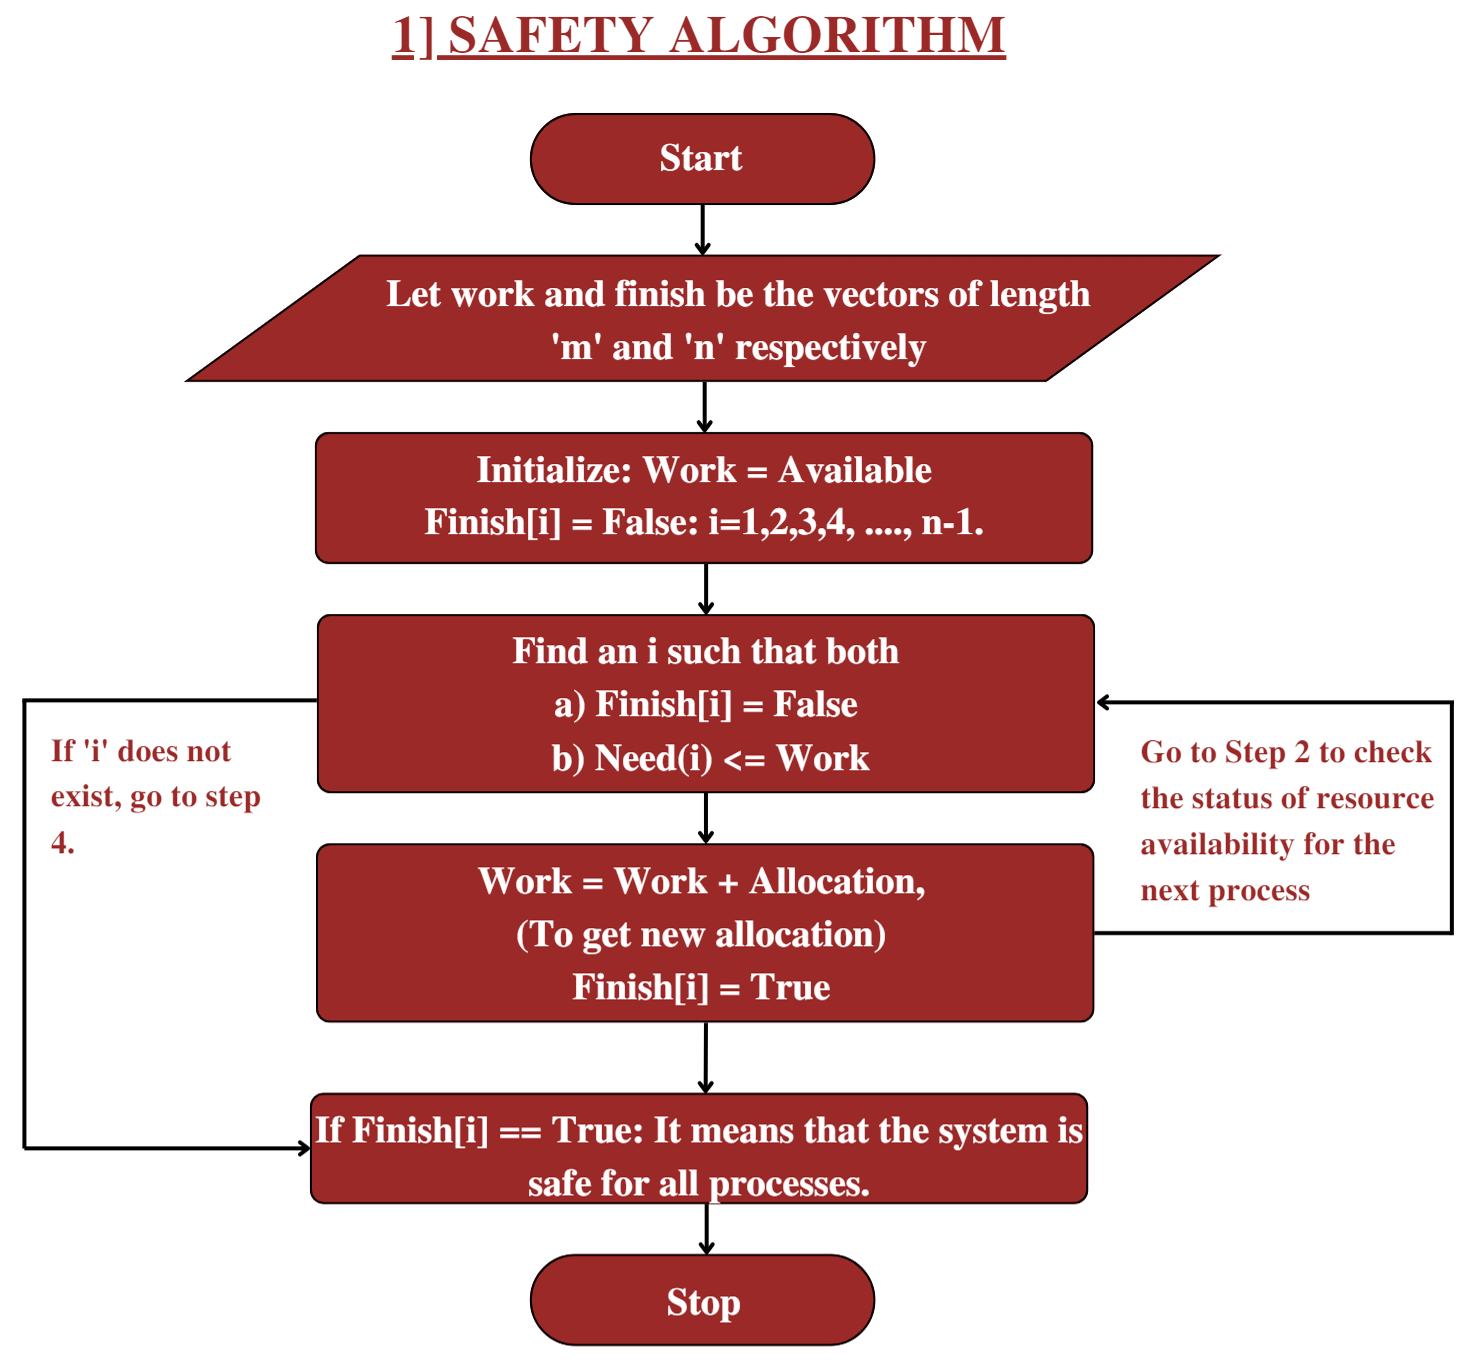 1] SAFETY ALGORITHM
Start
Let work and finish be the vectors of length
'm' and 'n' respectively
Initialize: Work = Available
Finish[i] = False: i=1,2,3,4, ...., n-1.
Find an i such that both
a) Finish[i] = False
b) Need(i) <= Work
If 'i' does not
exist, go to step
4.
Go to Step 2 to check
the status of resource
availability for the
next process
Work = Work + Allocation,
(To get new allocation)
Finish[i] = True
If Finish[i] == True: It means that the system is
safe for all processes.
Stop